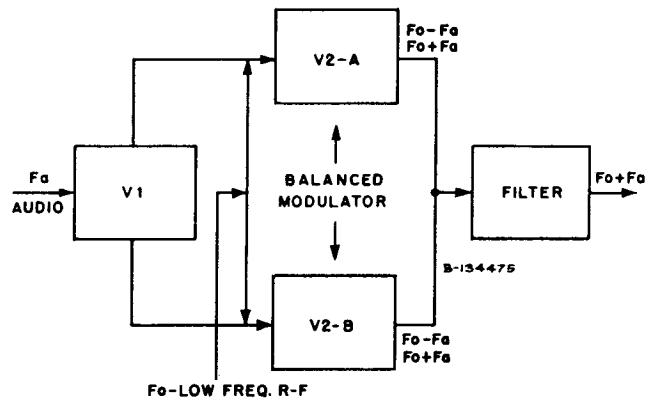 Fo-Fa
Fo+Fa
V2-A
Fa
AUDIO
V1
BALANCED
MODULATOR
FILTER
Fo+Fa
B-134475
V2-B
Fo-Fa
Fo+Fa
Fo-LOW FREQ. R-F